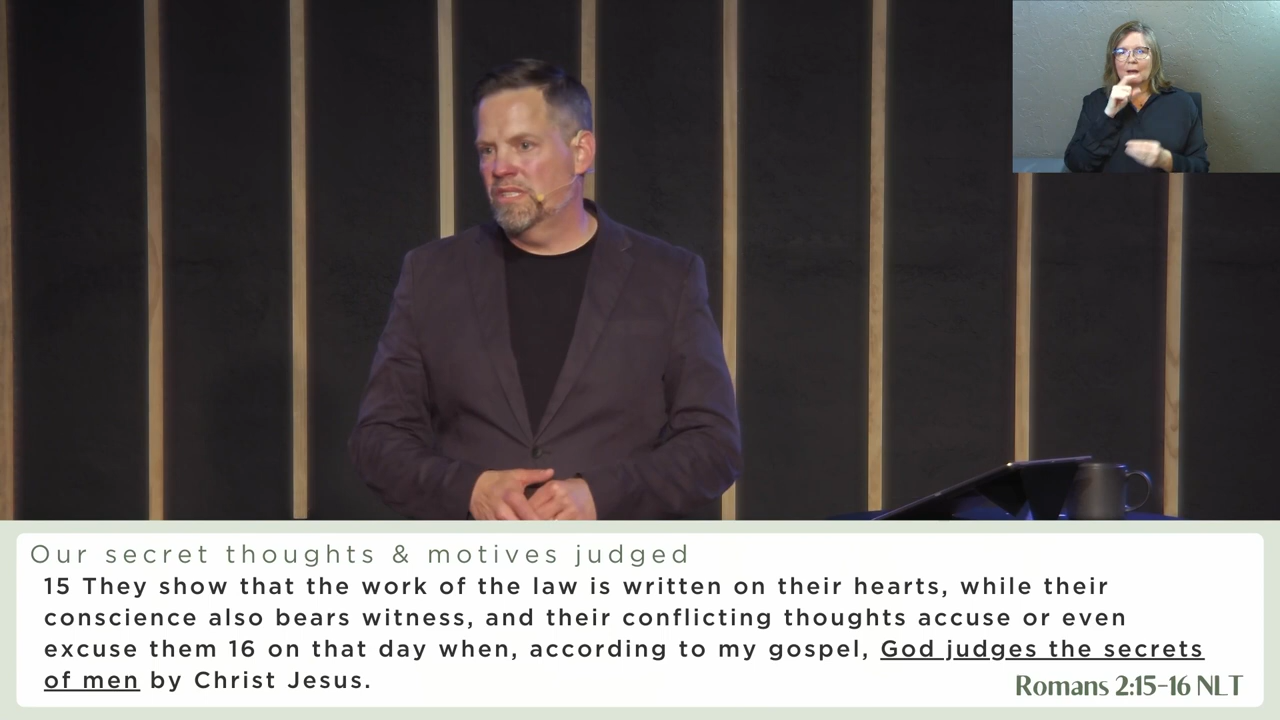 Our secret thoughts & motives judged
15 They show that the work of the law is written on their hearts, while their
conscience also bears witness, and their conflicting thoughts accuse or even
excuse them 16 on that day when, according to my gospel, God judges the secrets
of men by Christ Jesus.
Romans 2:15-16 NLT